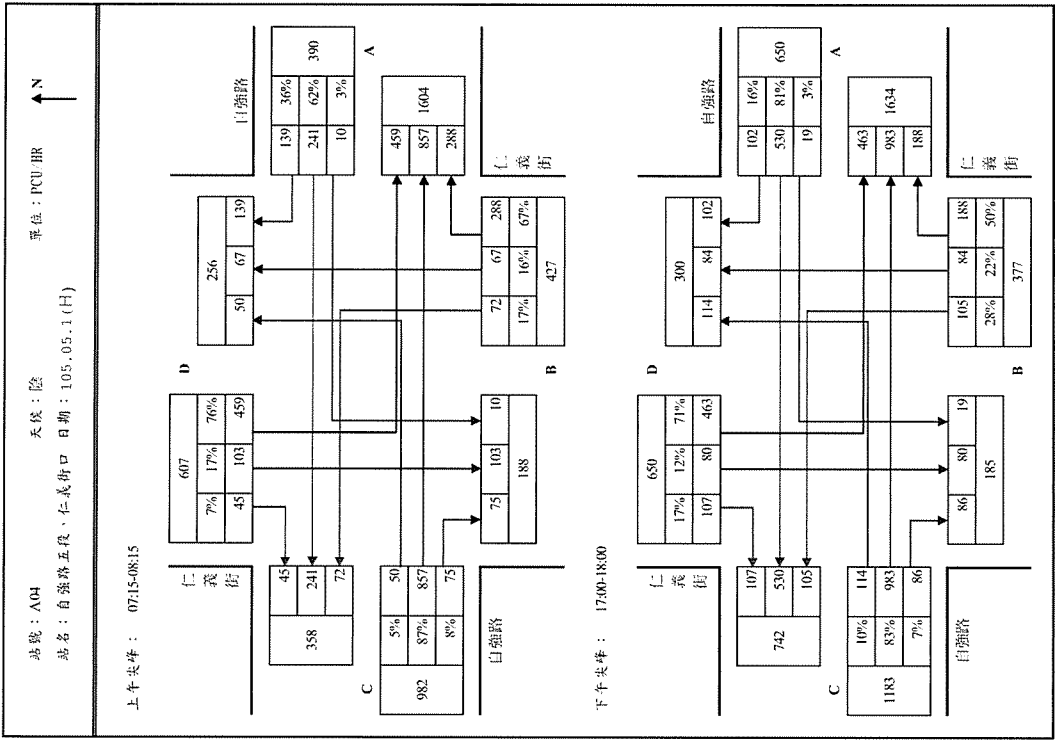 站號：A04 天候：陰 單位：PCU/HR N
站名：自強路五段、仁義街口 日期：105.05.1(H)
上午尖峰： 07:15-08:15
仁義街
607
7% 17% 76%
45 103 459
D
256
50 67 139
自強路
139 36%
241 62% 390
10 3%
A
45
358 241
72
459
857 1604
288
C
5% 50
982 87% 857
8% 75
自強路
75 103 10
188
B
72 67 288
17% 16% 67%
427
仁義街
下午尖峰： 17:00-18:00
仁義街
650
17% 12% 71%
107 80 463
D
300
114 84 102
自強路
102 16%
530 81% 650
19 3%
A
107
742 530
105
463
983 1634
188
C
10% 114
1183 83% 983
7% 86
自強路
86 80 19
185
B
105 84 188
28% 22% 50%
377
仁義街